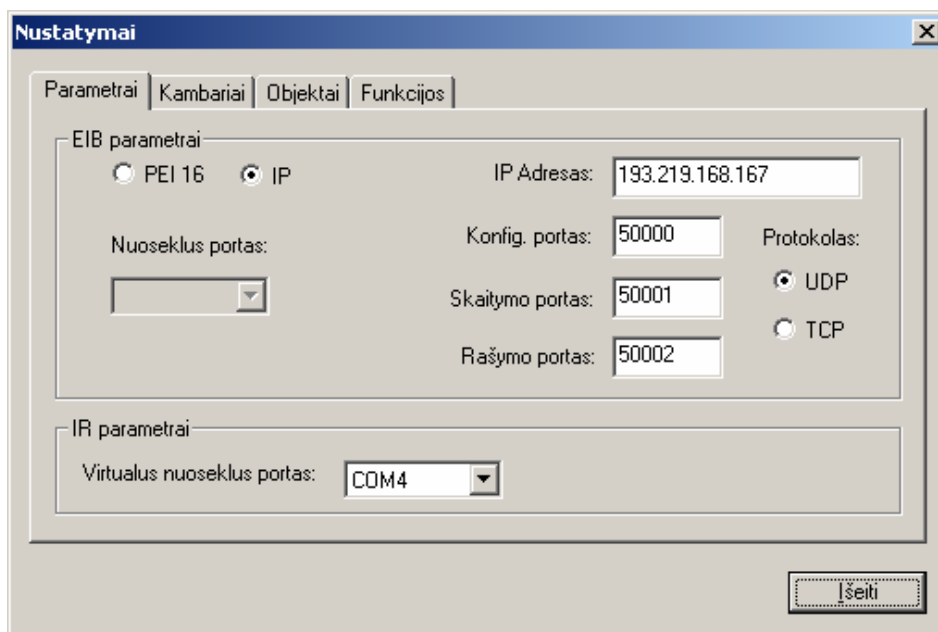 Nustatymai
Parametrai Kambariai Objektai Funkcijos
EIB parametrai
PEI 16 IP
IP Adresas: 193.219.168.167
Nuoseklus portas:
Konfig. portas: 50000
Skaitymo portas: 50001
Rašymo portas: 50002
Protokolas:
UDP
TCP
IR parametrai
Virtualus nuoseklus portas: COM4
Išeiti